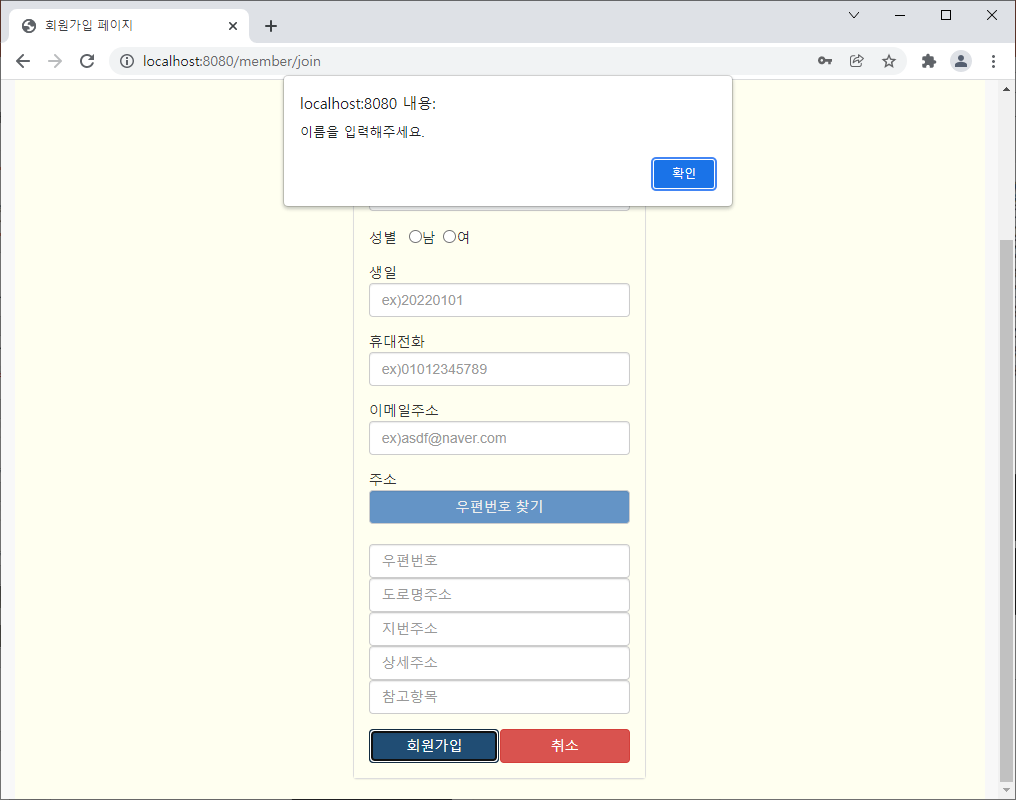 회원가입 페이지
localhost:8080/member/join
localhost:8080 내용:
이름을 입력해주세요.
확인
성별 남 여
생일
ex)20220101
휴대전화
ex)01012345789
이메일주소
ex)asdf@naver.com
주소
우편번호 찾기
우편번호
도로명주소
지번주소
상세주소
참고항목
회원가입 취소